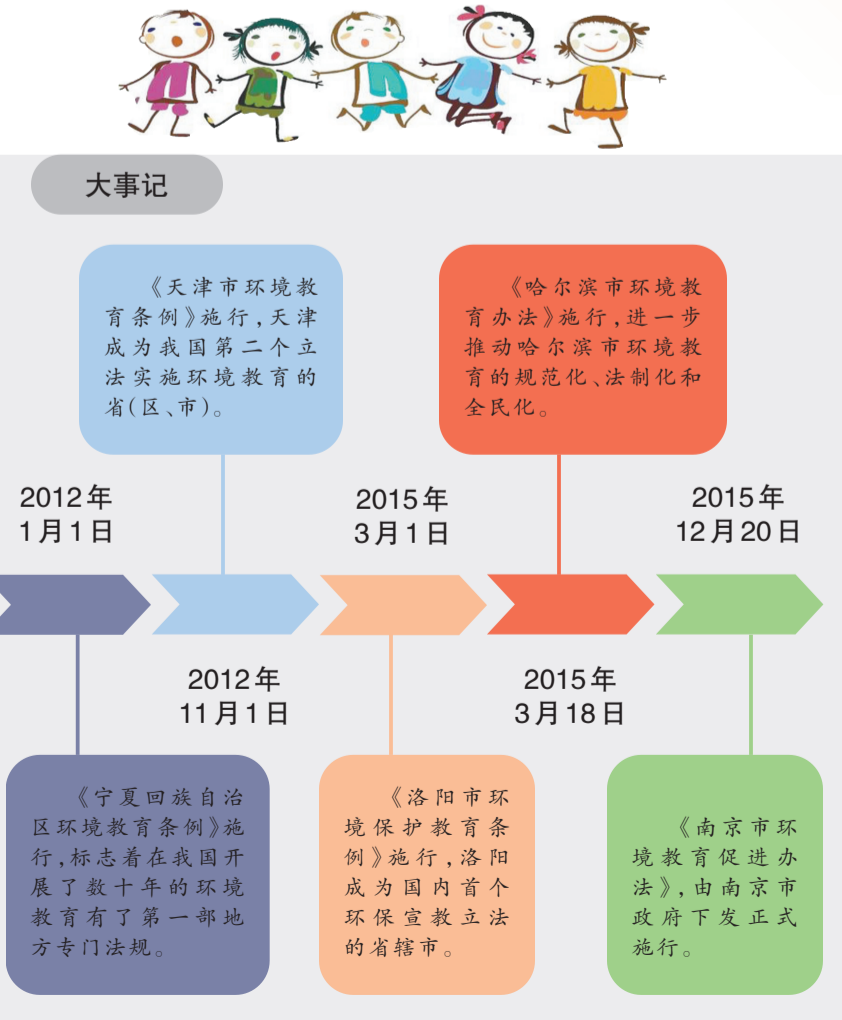 大事记
《天津市环境教
育条例》施行,天津
成为我国第二个立
法实施环境教育的
省(区、市)。
《哈尔滨市环境教
育办法》施行,进一步
推动哈尔滨市环境教
育的规范化、法制化和
全民化。
2012年
1月1日
2015年
3月1日
2015年
12月20日
2012年
11月1日
2015年
3月18日
《宁夏回族自治
区环境教育条例》施
行,标志着在我国开
展了数十年的环境
教育有了第一部地
方专门法规。
《洛阳市环
境保护教育条
例》施行,洛阳
成为国内首个
环保宣教立法
的省辖市。
《南京市环
境教育促进办
法》,由南京市
政府下发正式
施行。